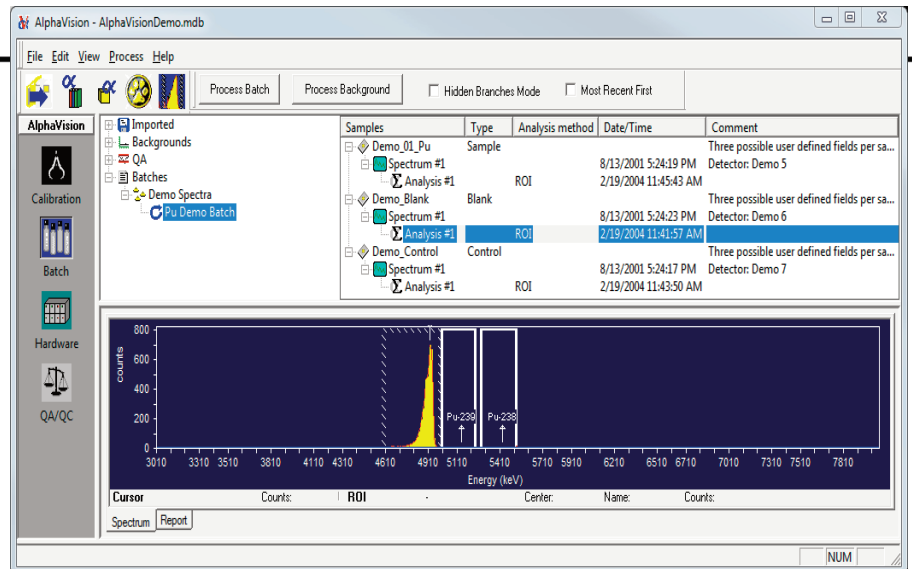 AlphaVision - AlphaVisionDemo.mdb
File Edit View Process Help
Process Batch Process Background Hidden Branches Mode Most Recent First
AlphaVision
Calibration
Batch
Hardware
QA/QC
Imported
Backgrounds
QA
Batches
Demo Spectra
Pu Demo Batch
Samples Type Analysis method Date/Time Comment
Demo_01_Pu Sample Three possible user defined fields per sa...
Spectrum #1 8/13/2001 5:24:19 PM Detector: Demo 5
Analysis #1 ROI 2/19/2004 11:45:43 AM
Demo_Blank Blank Three possible user defined fields per sa...
Spectrum #1 8/13/2001 5:24:23 PM Detector: Demo 6
Analysis #1 ROI 2/19/2004 11:41:57 AM
Demo_Control Control Three possible user defined fields per sa...
Spectrum #1 8/13/2001 5:24:17 PM Detector: Demo 7
Analysis #1 ROI 2/19/2004 11:43:50 AM
counts
800
600
400
200
0
Pu-239 Pu-238
3010 3310 3510 3810 4110 4310 4610 4910 5110 5410 5710 5910 6210 6510 6710 7010 7310 7510 7810
Energy (keV)
Cursor Counts: ROI - Center: Name: Counts:
Spectrum Report
NUM